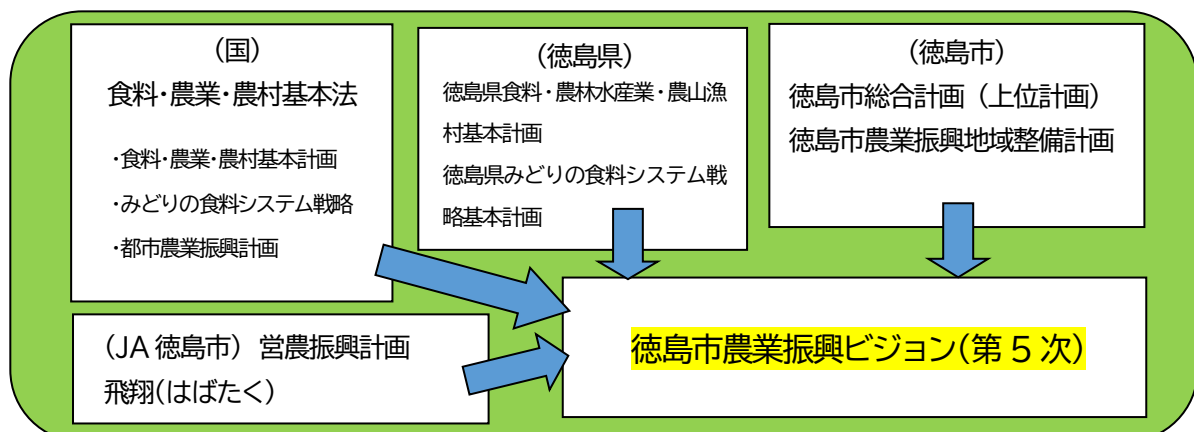 （国）
食料・農業・農村基本法
・食料・農業・農村基本計画
・みどりの食料システム戦略
・都市農業振興計画
（徳島県）
徳島県食料・農林水産業・農山漁
村基本計画
徳島県みどりの食料システム戦
略基本計画
（徳島市）
徳島市総合計画（上位計画）
徳島市農業振興地域整備計画
（JA徳島市）営農振興計画
飛翔(はばたく)
徳島市農業振興ビジョン(第5次)